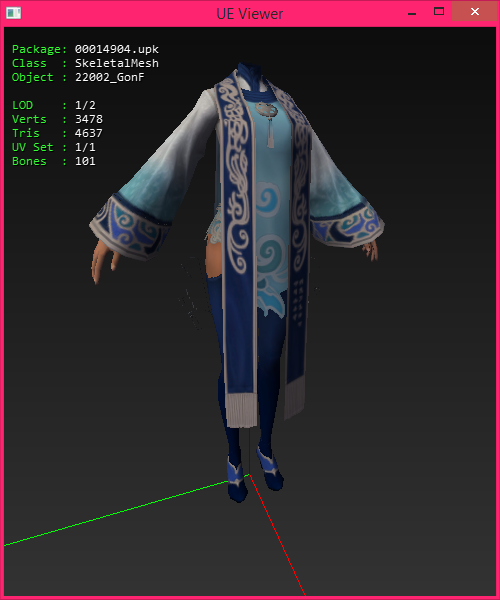 UE Viewer
Package: 00014904.upk
Class  : SkeletalMesh
Object : 22002_GonF
LOD    : 1/2
Verts  : 3478
Tris   : 4637
UV Set : 1/1
Bones  : 101